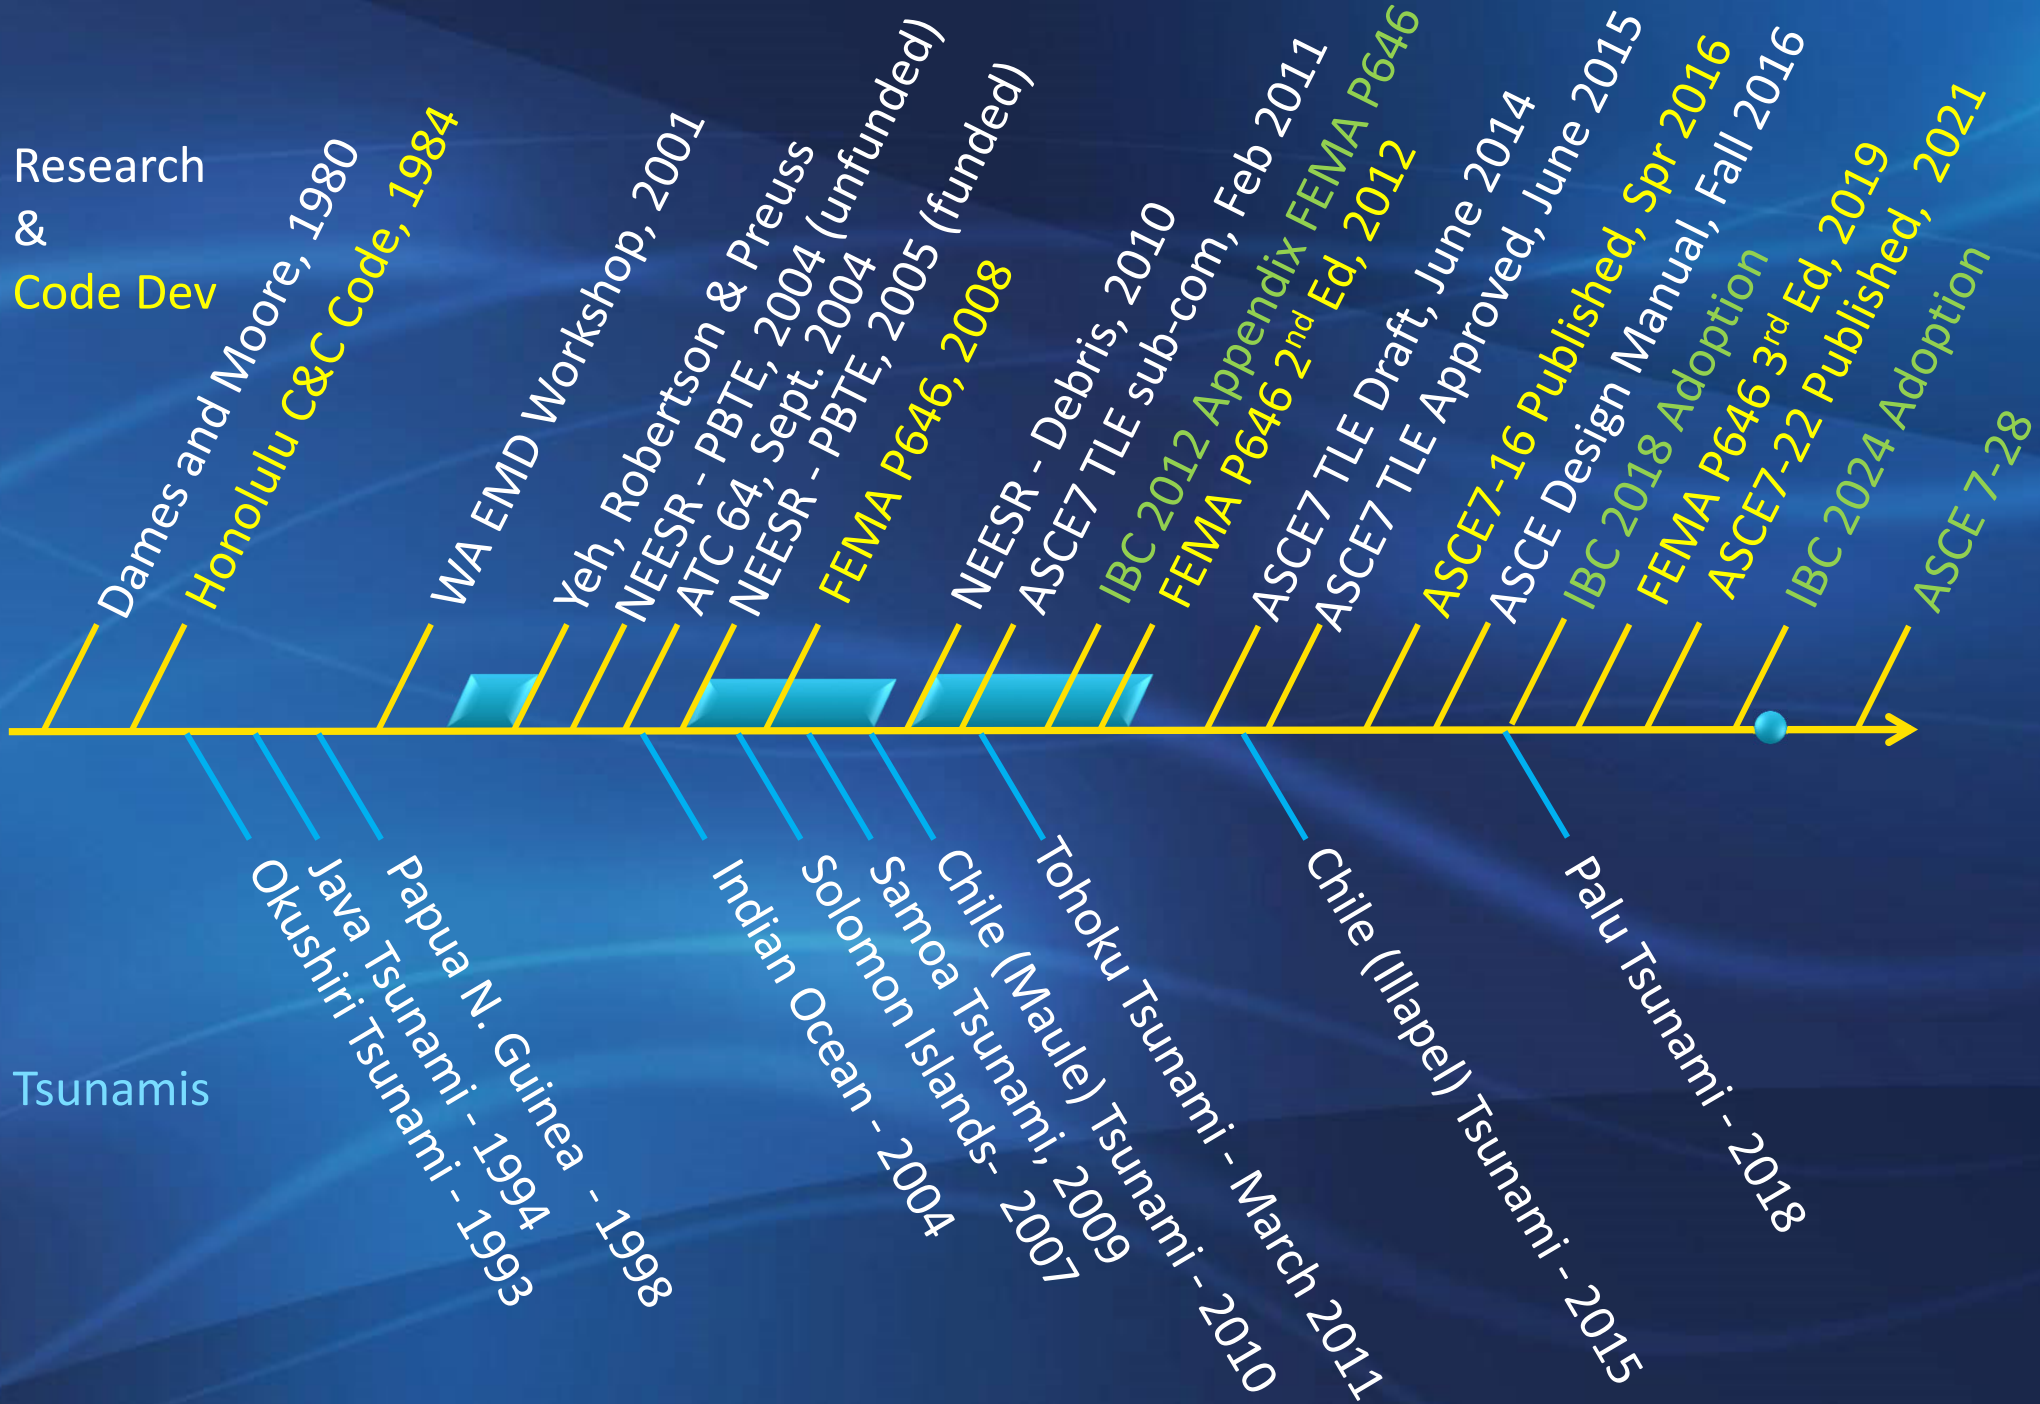 Research
&
Code Dev
Dames and Moore, 1980
Honolulu C&C Code, 1984
WA EMD Workshop, 2001
Yeh, Robertson & Preuss
NEESR - PBTE, 2004 (unfunded)
ATC 64, Sept. 2004
NEESR - PBTE, 2005 (funded)
FEMA P646, 2008
NEESR - Debris, 2010
ASCE7 TLE sub-com, Feb 2011
IBC 2012 Appendix FEMA P646
FEMA P646 2nd Ed, 2012
ASCE7 TLE Draft, June 2014
ASCE7 TLE Approved, June 2015
ASCE7-16 Published, Spr 2016
ASCE Design Manual, Fall 2016
IBC 2018 Adoption
FEMA P646 3rd Ed, 2019
ASCE7-22 Published, 2021
IBC 2024 Adoption
ASCE 7-28
Tsunamis
Okushiri Tsunami - 1993
Java Tsunami - 1994
Papua N. Guinea - 1998
Indian Ocean - 2004
Solomon Islands- 2007
Samoa Tsunami, 2009
Chile (Maule) Tsunami - 2010
Tohoku Tsunami - March 2011
Chile (Illapel) Tsunami - 2015
Palu Tsunami - 2018